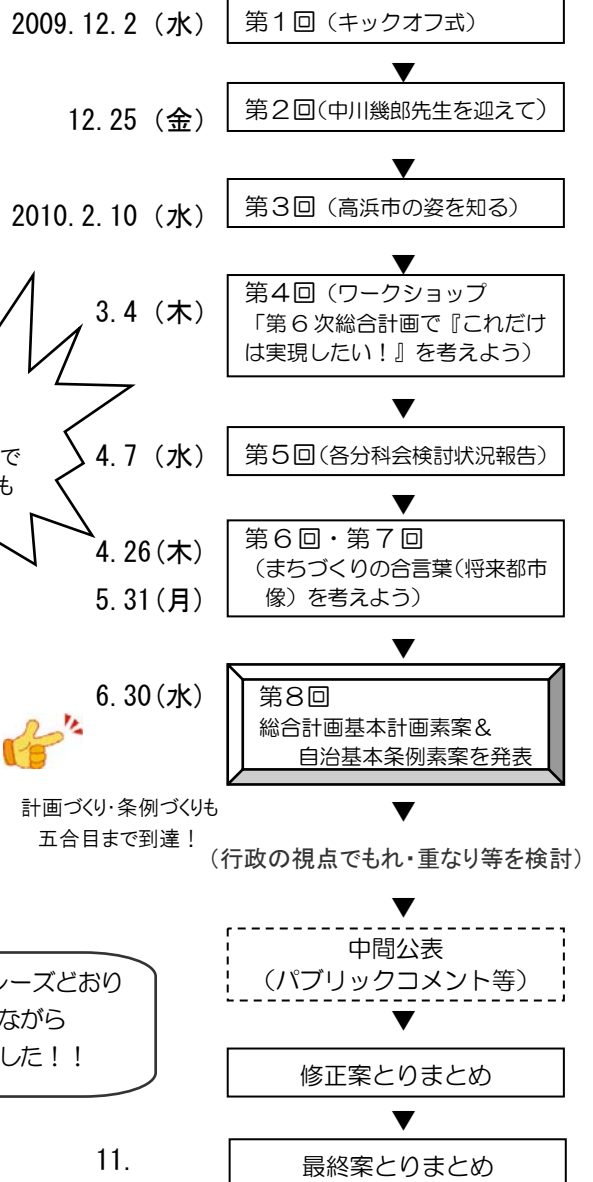 2009.12.2（水）
第１回（キックオフ式）
12.25（金）
第２回（中川幾郎先生を迎えて）
2010.2.10（水）
第３回（高浜市の姿を知る）
3.4（木）
第４回（ワークショップ
「第６次総合計画で『これだけ
は実現したい！』を考えよう）
で
も
4.7（水）
第５回（各分科会検討状況報告）
4.26(木)
5.31(月)
第６回・第７回
（まちづくりの合言葉(将来都市
像）を考えよう）
6.30(水)
第８回
総合計画基本計画素案＆
自治基本条例素案を発表
計画づくり・条例づくりも
五合目まで到達！
（行政の視点でもれ・重なり等を検討）
中間公表
（パブリックコメント等）
レーズどおり
ながら
した！！
修正案とりまとめ
11.
最終案とりまとめ